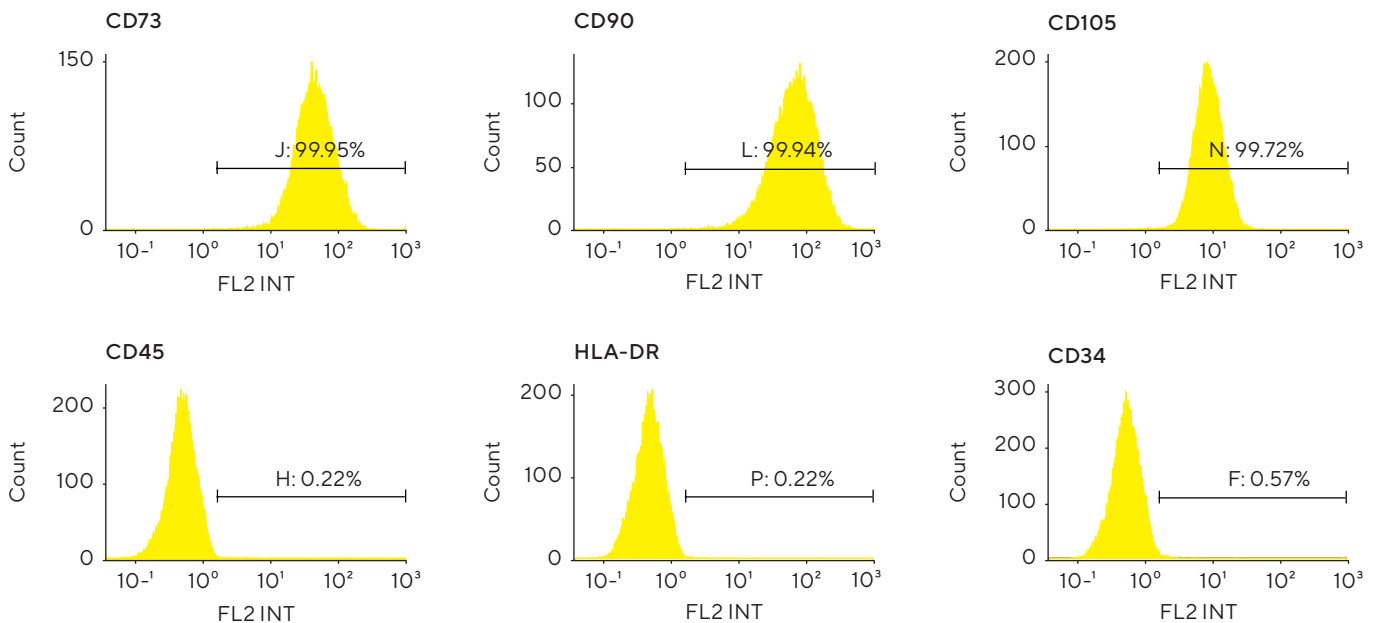 CD73
150
100
50
0
Count
J: 99.95%
10-¹ 10⁰ 10¹ 10² 10³
FL2 INT
CD90
100
50
0
Count
L: 99.94%
10-¹ 10⁰ 10¹ 10² 10³
FL2 INT
CD105
200
100
0
Count
N: 99.72%
10-¹ 10⁰ 10¹ 10² 10³
FL2 INT
CD45
200
100
0
Count
H: 0.22%
10-¹ 10⁰ 10¹ 10² 10³
FL2 INT
HLA-DR
200
100
0
Count
P: 0.22%
10-¹ 10⁰ 10¹ 10² 10³
FL2 INT
CD34
300
200
100
0
Count
F: 0.57%
10-¹ 10⁰ 10¹ 10² 10³
FL2 INT